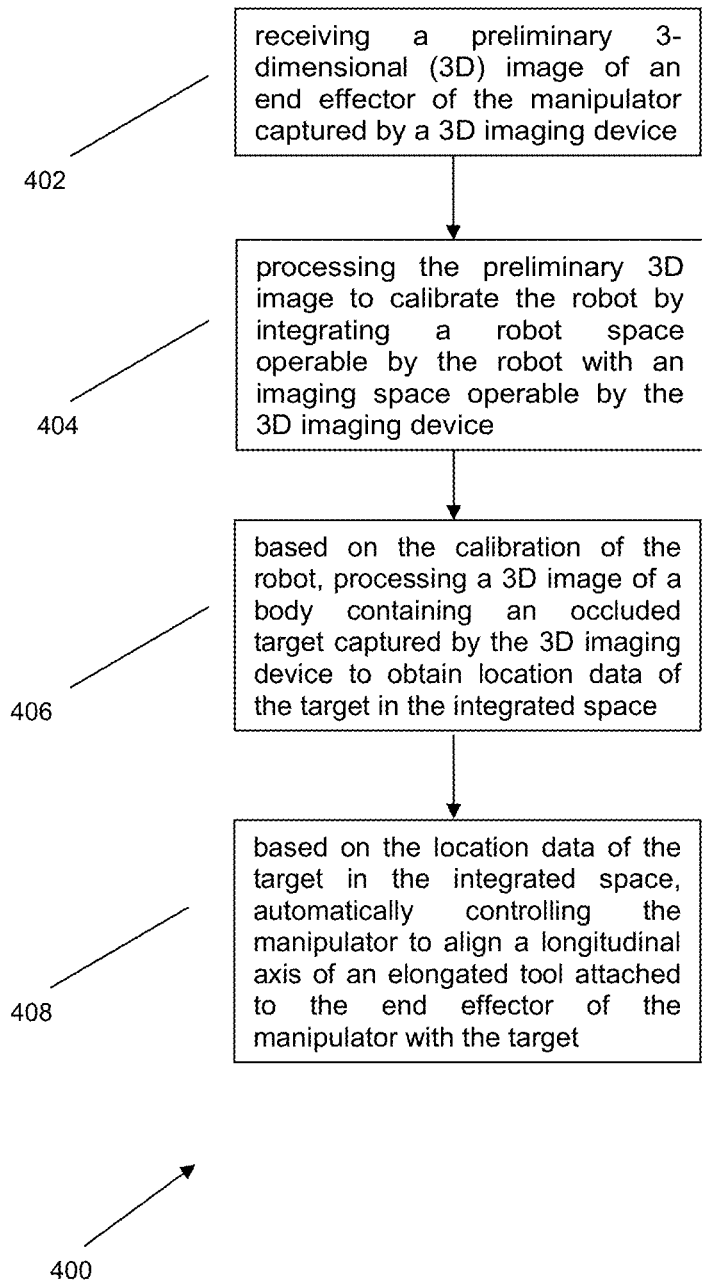 receiving a preliminary 3-
dimensional (3D) image of an
end effector of the manipulator
captured by a 3D imaging device
402
processing the preliminary 3D
image to calibrate the robot by
integrating a robot space
operable by the robot with an
imaging space operable by the
3D imaging device
404
based on the calibration of the
robot, processing a 3D image of a
body containing an occluded
target captured by the 3D imaging
device to obtain location data of
the target in the integrated space
406
based on the location data of the
target in the integrated space,
automatically controlling the
manipulator to align a longitudinal
axis of an elongated tool attached
to the end effector of the
manipulator with the target
408
400